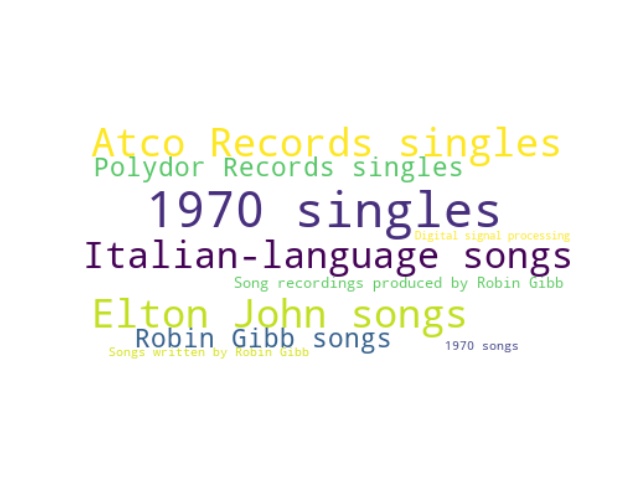 Atco Records singles
Polydor Records singles
1970 singles
Digital signal processing
Italian-language songs
Song recordings produced by Robin Gibb
Elton John songs
Robin Gibb songs
1970 songs
Songs written by Robin Gibb